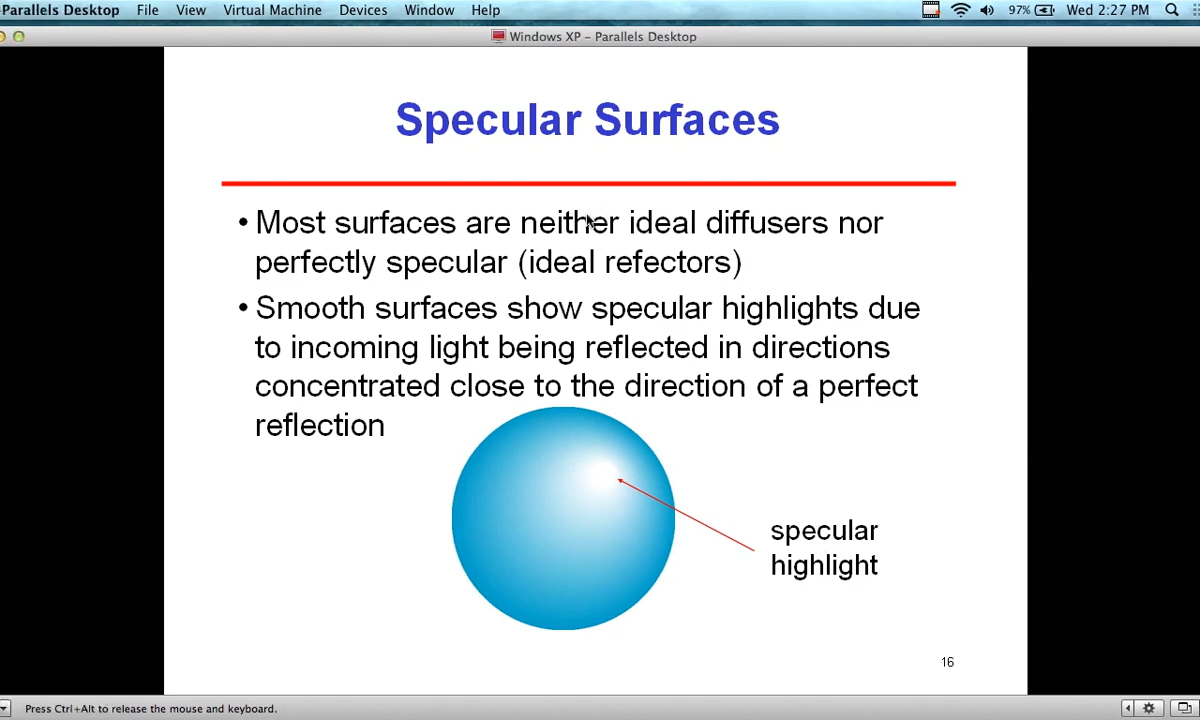 Parallels Desktop File View Virtual Machine Devices Window Help 97% Wed 2:27 PM
Windows XP – Parallels Desktop
Specular Surfaces
• Most surfaces are neither ideal diffusers nor
perfectly specular (ideal refectors)
• Smooth surfaces show specular highlights due
to incoming light being reflected in directions
concentrated close to the direction of a perfect
reflection
specular
highlight
16
Press Ctrl+Alt to release the mouse and keyboard.